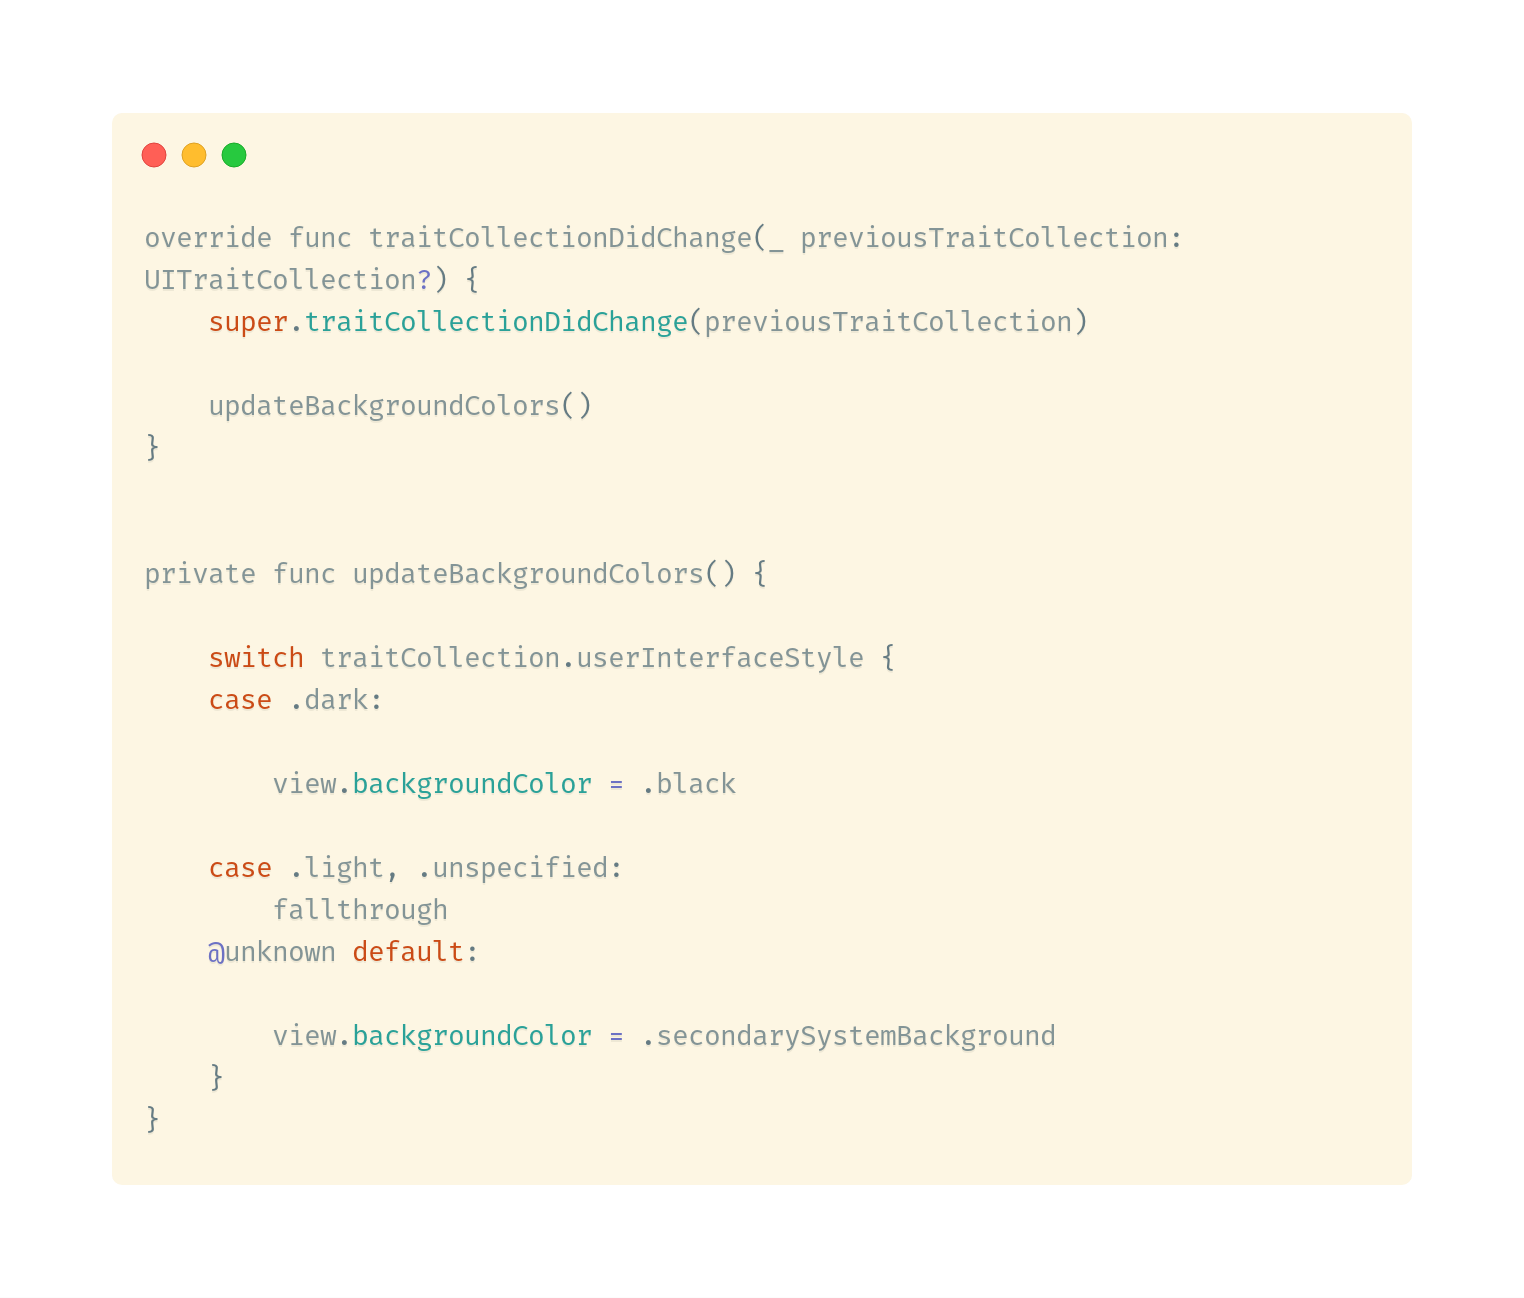 override func traitCollectionDidChange(_ previousTraitCollection:
UITraitCollection?) {
    super.traitCollectionDidChange(previousTraitCollection)

    updateBackgroundColors()
}


private func updateBackgroundColors() {

    switch traitCollection.userInterfaceStyle {
    case .dark:

        view.backgroundColor = .black

    case .light, .unspecified:
        fallthrough
    @unknown default:

        view.backgroundColor = .secondarySystemBackground
    }
}